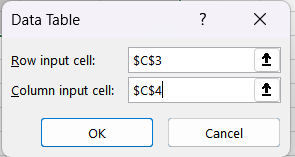 Data Table
?
Row input cell: $C$3
Column input cell: $C$4
OK Cancel